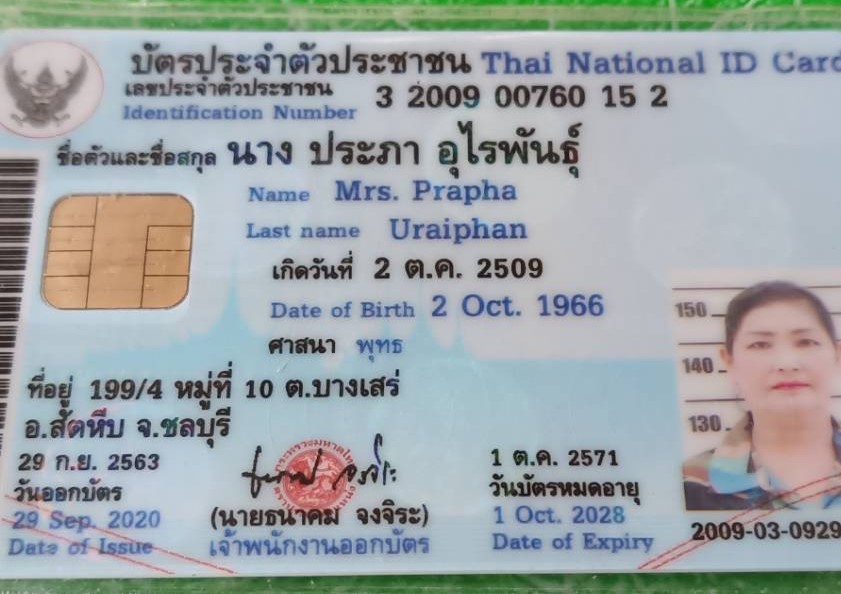 บัตรประจำตัวประชาชน Thai National ID Card
เลขประจำตัวประชาชน
Identification Number 3 2009 00760 15 2
ชื่อตัวและชื่อสกุล นาง ประภา อุไรพันธุ์
Name Mrs. Prapha
Last name Uraiphan
เกิดวันที่ 2 ต.ค. 2509
Date of Birth 2 Oct. 1966
ศาสนา พุทธ
ที่อยู่ 199/4 หมู่ที่ 10 ต.บางเสร่
อ.สัตหีบ จ.ชลบุรี
29 ก.ย. 2563
วันออกบัตร
29 Sep. 2020
Date of Issue
(นายธนาคม จงจิระ)
เจ้าพนักงานออกบัตร
1 ต.ค. 2571
วันบัตรหมดอายุ
1 Oct. 2028
Date of Expiry
150
140
130
2009-03-0929